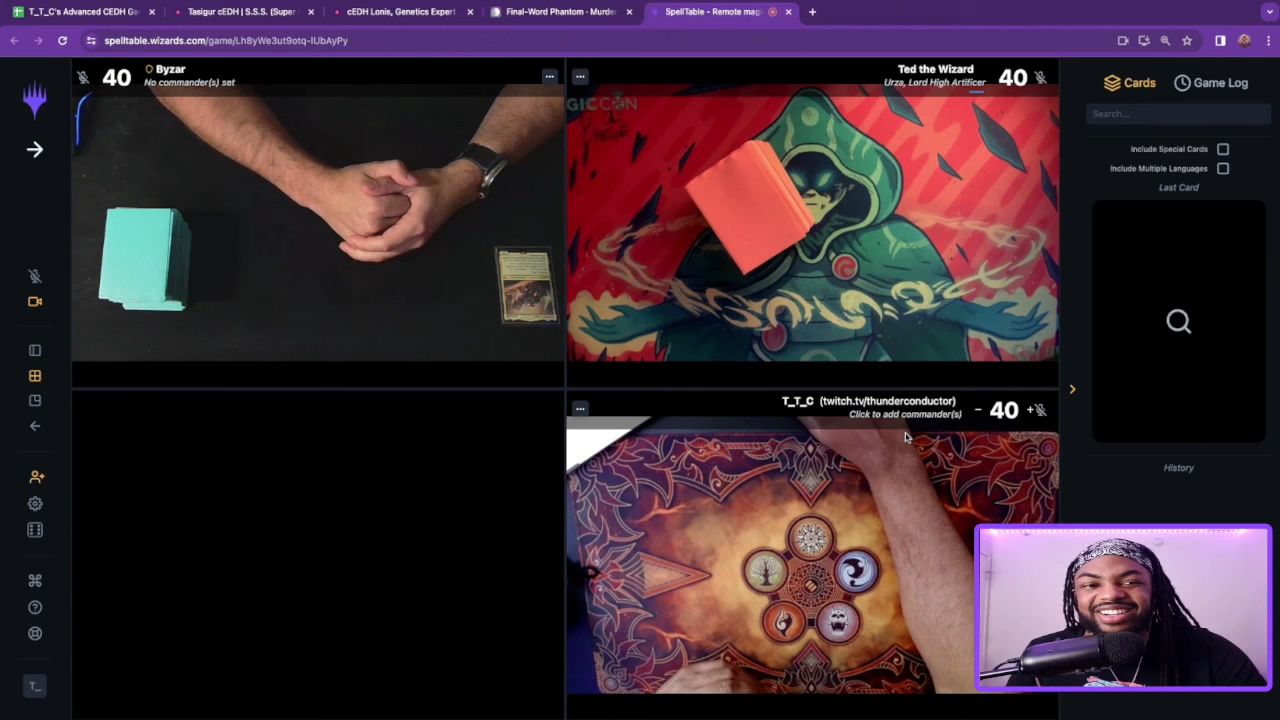 T_T_C's Advanced CEDH Ga
Tasigur cEDH | S.S.S. (Super
cEDH Lonis, Genetics Expert
Final-Word Phantom · Murder
SpellTable - Remote mag
spelltable.wizards.com/game/Lh8yWe3ut9otq-IUbAyPy
40
Byzar
No commander(s) set
Ted the Wizard
Urza, Lord High Artificer
40
GICCON
Cards
Game Log
Search...
Include Special Cards
Include Multiple Languages
Last Card
T_T_C (twitch.tv/thunderconductor)
Click to add commander(s)
- 40 +
History
T_